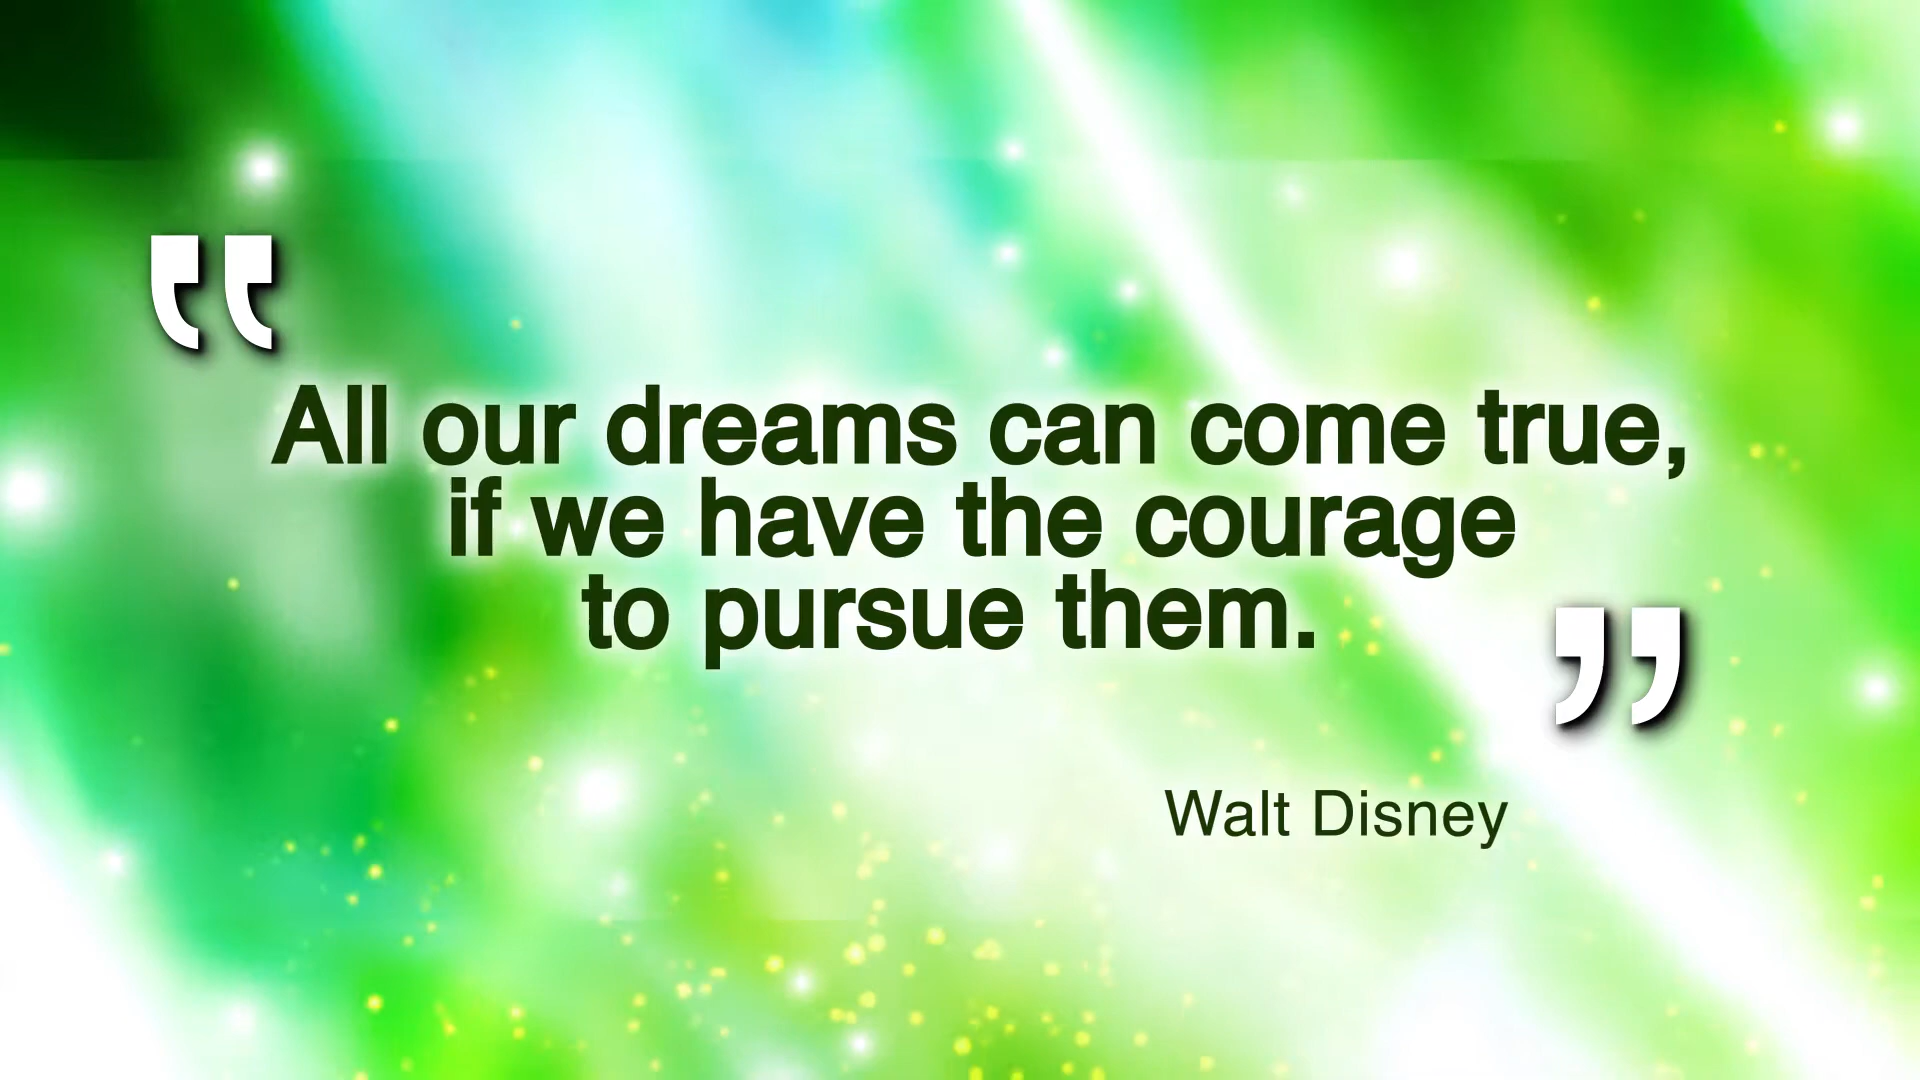 “
All our dreams can come true,
if we have the courage
to pursue them.
”
Walt Disney